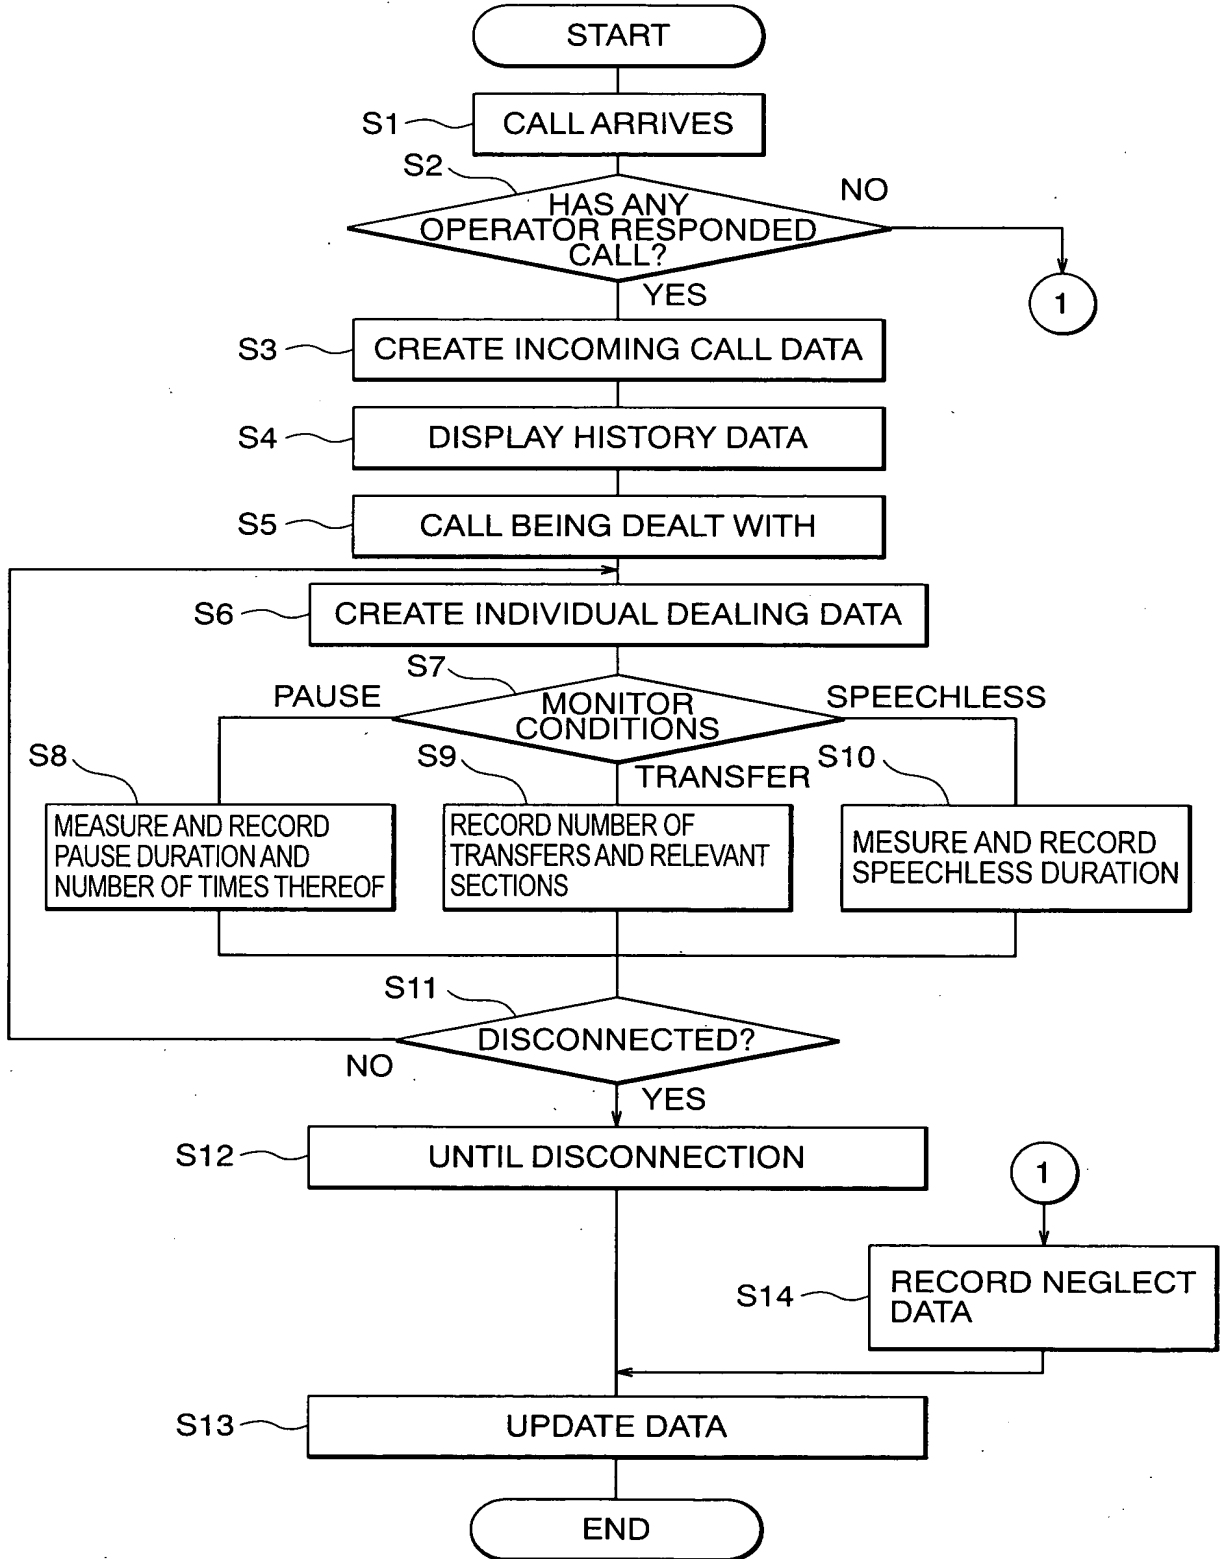 START
S1
CALL ARRIVES
S2
HAS ANY
OPERATOR RESPONDED
CALL?
NO
1
YES
S3
CREATE INCOMING CALL DATA
S4
DISPLAY HISTORY DATA
S5
CALL BEING DEALT WITH
S6
CREATE INDIVIDUAL DEALING DATA
S7
PAUSE
MONITOR
CONDITIONS
SPEECHLESS
TRANSFER
S8
MEASURE AND RECORD
PAUSE DURATION AND
NUMBER OF TIMES THEREOF
S9
RECORD NUMBER OF
TRANSFERS AND RELEVANT
SECTIONS
S10
MESURE AND RECORD
SPEECHLESS DURATION
S11
DISCONNECTED?
NO
YES
S12
UNTIL DISCONNECTION
1
S14
RECORD NEGLECT
DATA
S13
UPDATE DATA
END